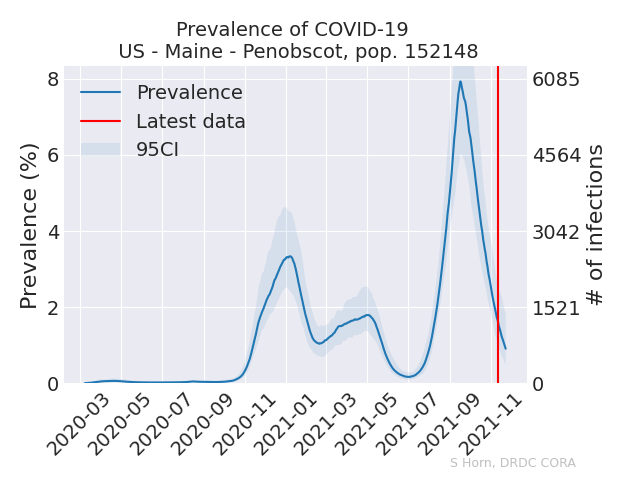 Prevalence of COVID-19
US - Maine - Penobscot, pop. 152148
8
6
4
2
0
Prevalence (%)
Prevalence
Latest data
95CI
6085
4564
3042
1521
0
# of infections
2020-03
2020-05
2020-07
2020-09
2020-11
2021-01
2021-03
2021-05
2021-07
2021-09
2021-11
S Horn, DRDC CORA